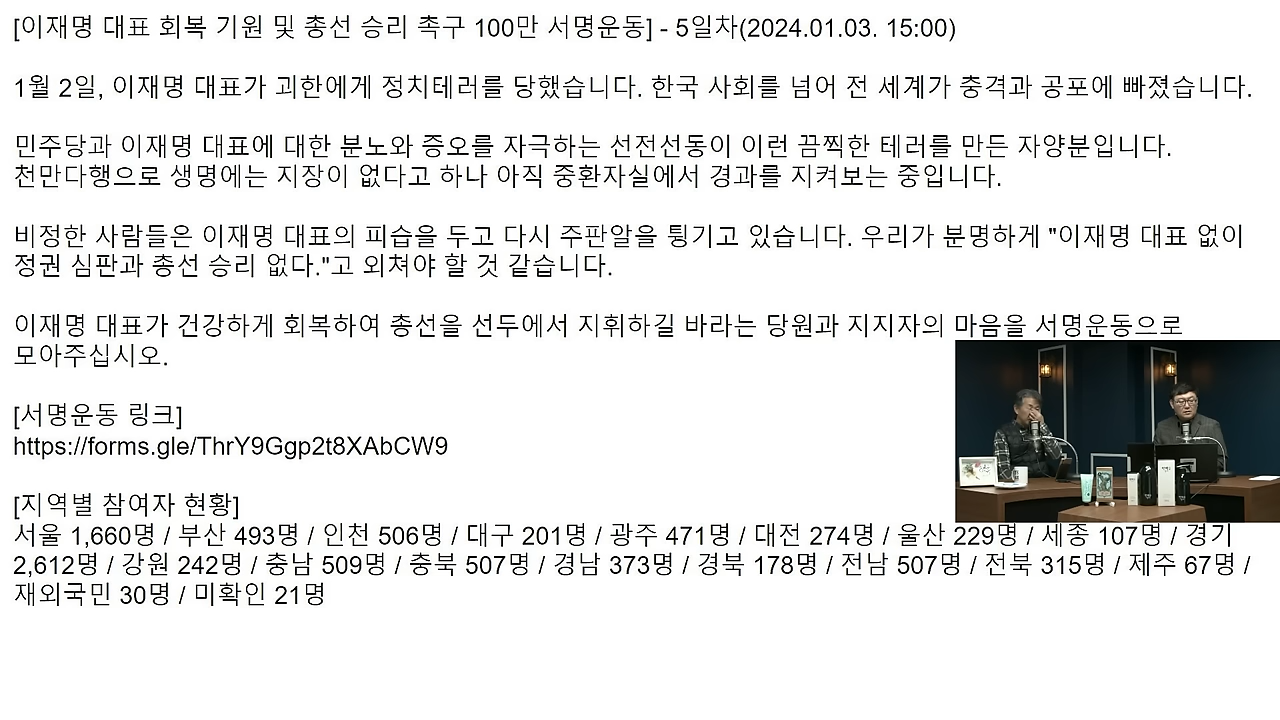 [이재명 대표 회복 기원 및 총선 승리 촉구 100만 서명운동] - 5일차(2024.01.03. 15:00)
1월 2일, 이재명 대표가 괴한에게 정치테러를 당했습니다. 한국 사회를 넘어 전 세계가 충격과 공포에 빠졌습니다.
민주당과 이재명 대표에 대한 분노와 증오를 자극하는 선전선동이 이런 끔찍한 테러를 만든 자양분입니다.
천만다행으로 생명에는 지장이 없다고 하나 아직 중환자실에서 경과를 지켜보는 중입니다.
비정한 사람들은 이재명 대표의 피습을 두고 다시 주판알을 튕기고 있습니다. 우리가 분명하게 "이재명 대표 없이
정권 심판과 총선 승리 없다."고 외쳐야 할 것 같습니다.
이재명 대표가 건강하게 회복하여 총선을 선두에서 지휘하길 바라는 당원과 지지자의 마음을 서명운동으로
모아주십시오.
[서명운동 링크]
https://forms.gle/ThrY9Ggp2t8XAbCW9
[지역별 참여자 현황]
서울 1,660명 / 부산 493명 / 인천 506명 / 대구 201명 / 광주 471명 / 대전 274명 / 울산 229명 / 세종 107명 / 경기
2,612명 / 강원 242명 / 충남 509명 / 충북 507명 / 경남 373명 / 경북 178명 / 전남 507명 / 전북 315명 / 제주 67명 /
재외국민 30명 / 미확인 21명